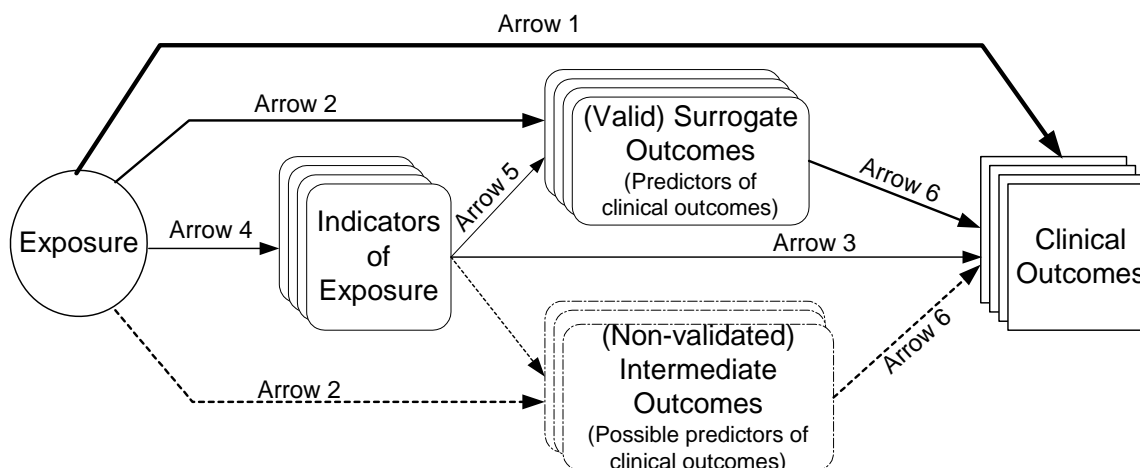 Arrow 1
Arrow 2
(Valid) Surrogate
Outcomes
(Predictors of
clinical outcomes)
Arrow 5
Arrow 6
Exposure
Arrow 4
Indicators
of
Exposure
Arrow 3
Clinical
Outcomes
(Non-validated)
Intermediate
Outcomes
(Possible predictors of
clinical outcomes)
Arrow 2
Arrow 6